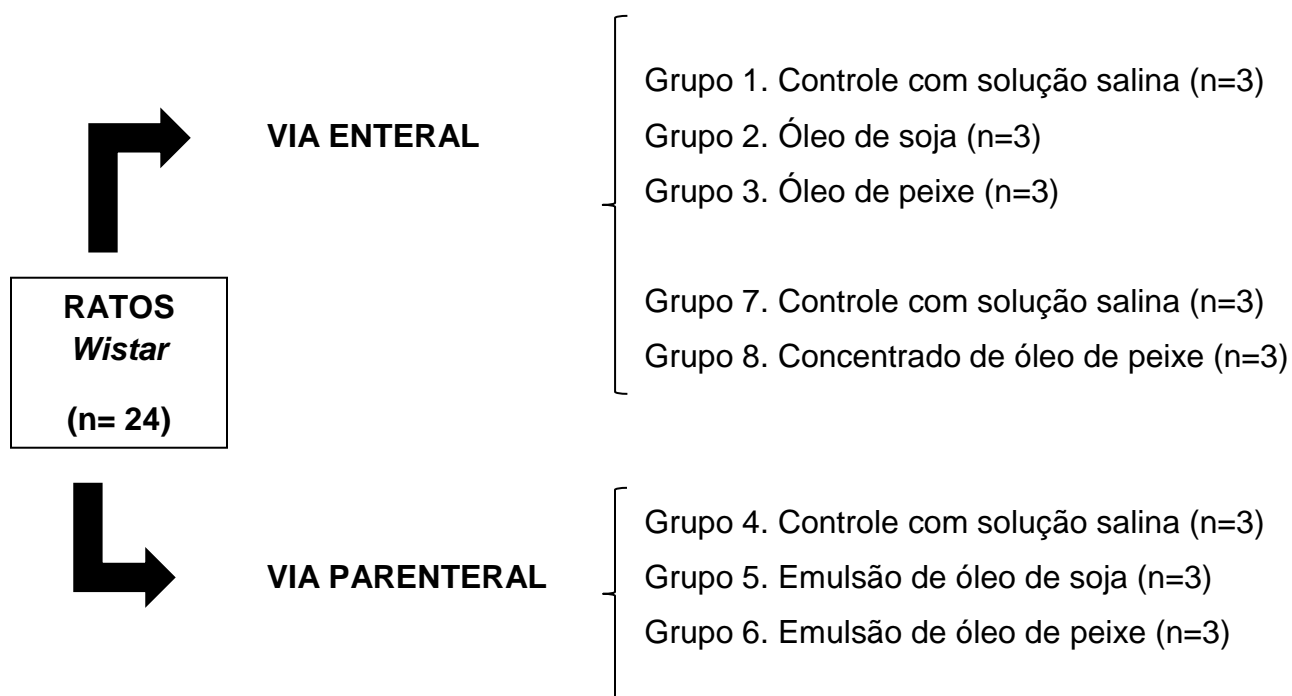 RATOS
Wistar
(n= 24)
VIA ENTERAL
Grupo 1. Controle com solução salina (n=3)
Grupo 2. Óleo de soja (n=3)
Grupo 3. Óleo de peixe (n=3)
Grupo 7. Controle com solução salina (n=3)
Grupo 8. Concentrado de óleo de peixe (n=3)
VIA PARENTERAL
Grupo 4. Controle com solução salina (n=3)
Grupo 5. Emulsão de óleo de soja (n=3)
Grupo 6. Emulsão de óleo de peixe (n=3)